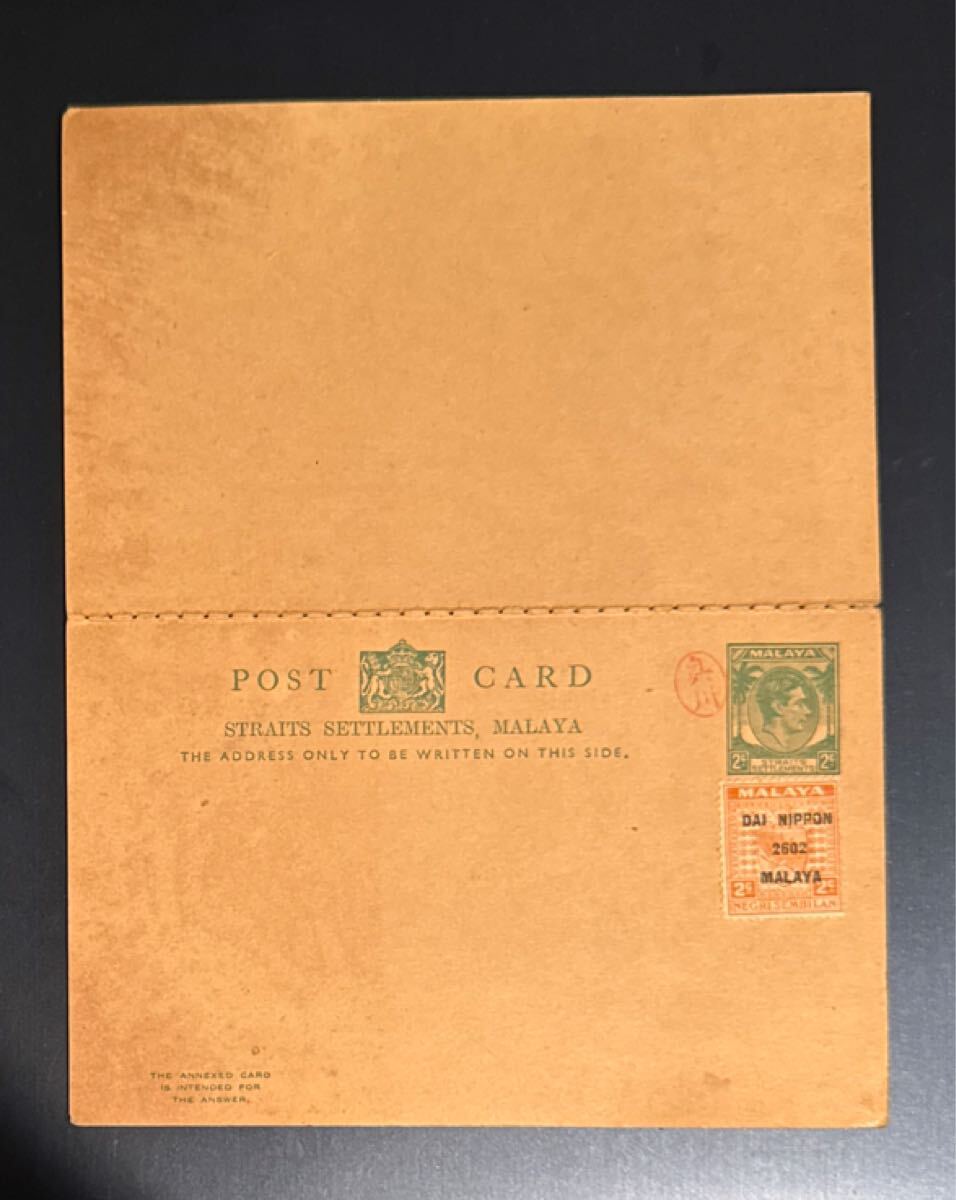 POST CARD
STRAITS SETTLEMENTS, MALAYA
THE ADDRESS ONLY TO BE WRITTEN ON THIS SIDE.
MALAYA
2c 2c
STRAITS
SETTLEMENTS
MALAYA
DAI NIPPON
2602
MALAYA
2c 2c
NEGRI SEMBILAN
THE ANNEXED CARD
IS INTENDED FOR
THE ANSWER.